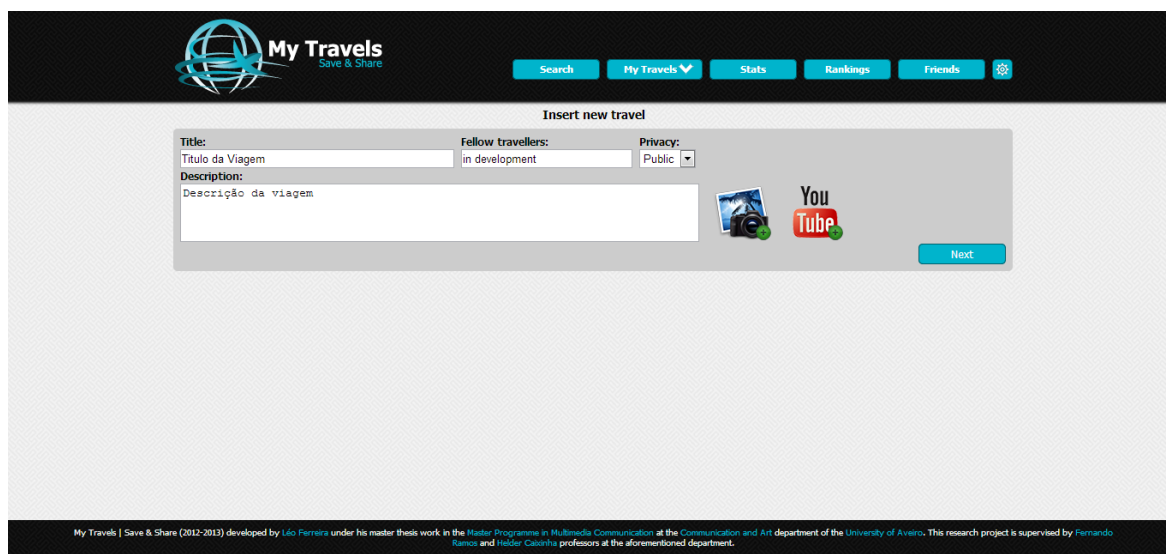 My Travels
Save & Share
Search My Travels Stats Rankings Friends
Insert new travel
Title: Fellow travellers: Privacy:
Titulo da Viagem in development Public
Description:
Descrição da viagem
You
Tube
Next
My Travels | Save & Share (2012-2013) developed by Léo Ferreira under his master thesis work in the Master Programme in Multimedia Communication at the Communication and Art department of the University of Aveiro. This research project is supervised by Fernando
Ramos and Helder Caixinha professors at the aforementioned department.